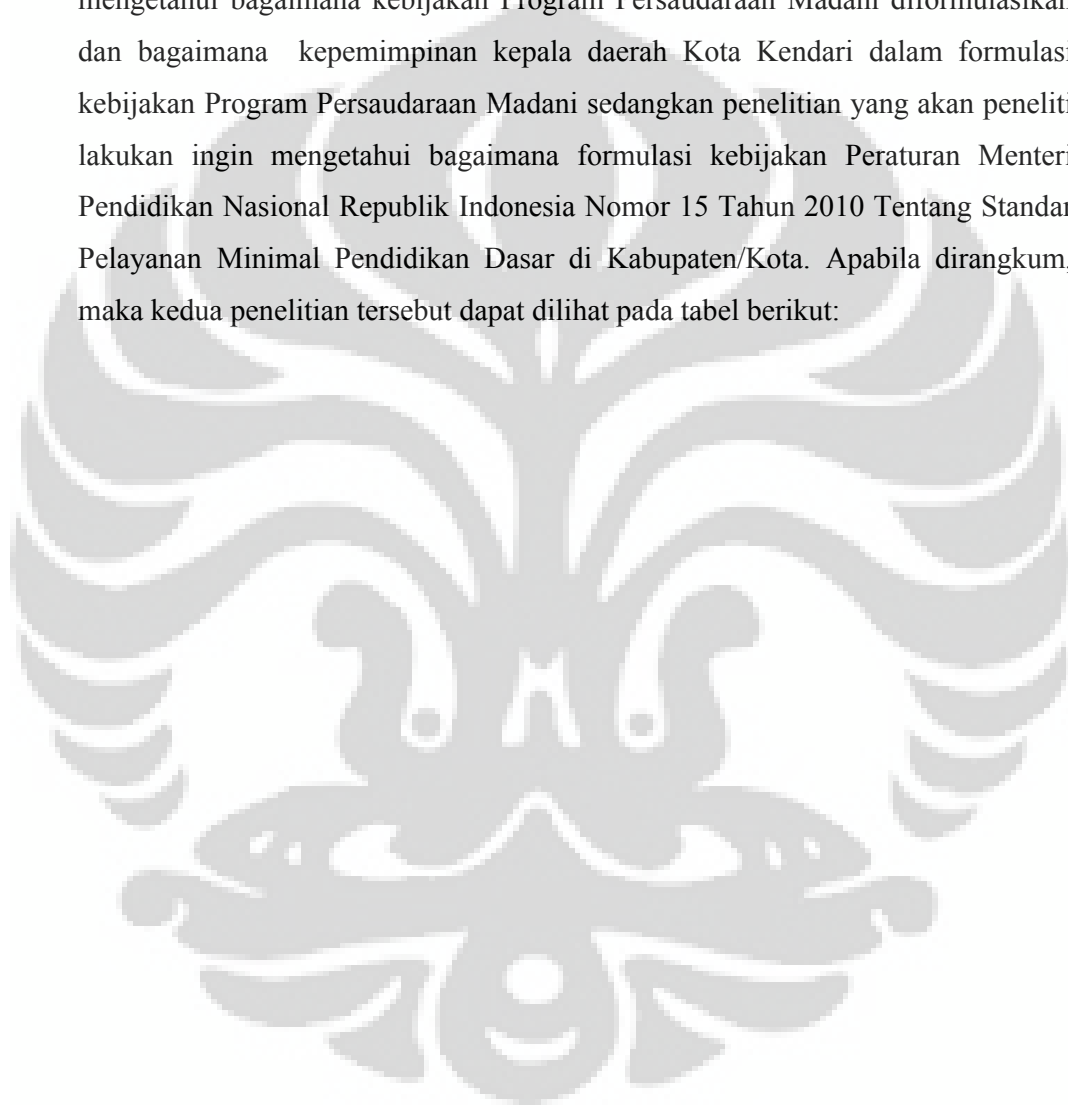 mengetahui bagaimana kebijakan Program Persaudaraan Madani diformulasikan
dan bagaimana kepemimpinan kepala daerah Kota Kendari dalam formulasi
kebijakan Program Persaudaraan Madani sedangkan penelitian yang akan peneliti
lakukan ingin mengetahui bagaimana formulasi kebijakan Peraturan Menteri
Pendidikan Nasional Republik Indonesia Nomor 15 Tahun 2010 Tentang Standar
Pelayanan Minimal Pendidikan Dasar di Kabupaten/Kota. Apabila dirangkum,
maka kedua penelitian tersebut dapat dilihat pada tabel berikut: